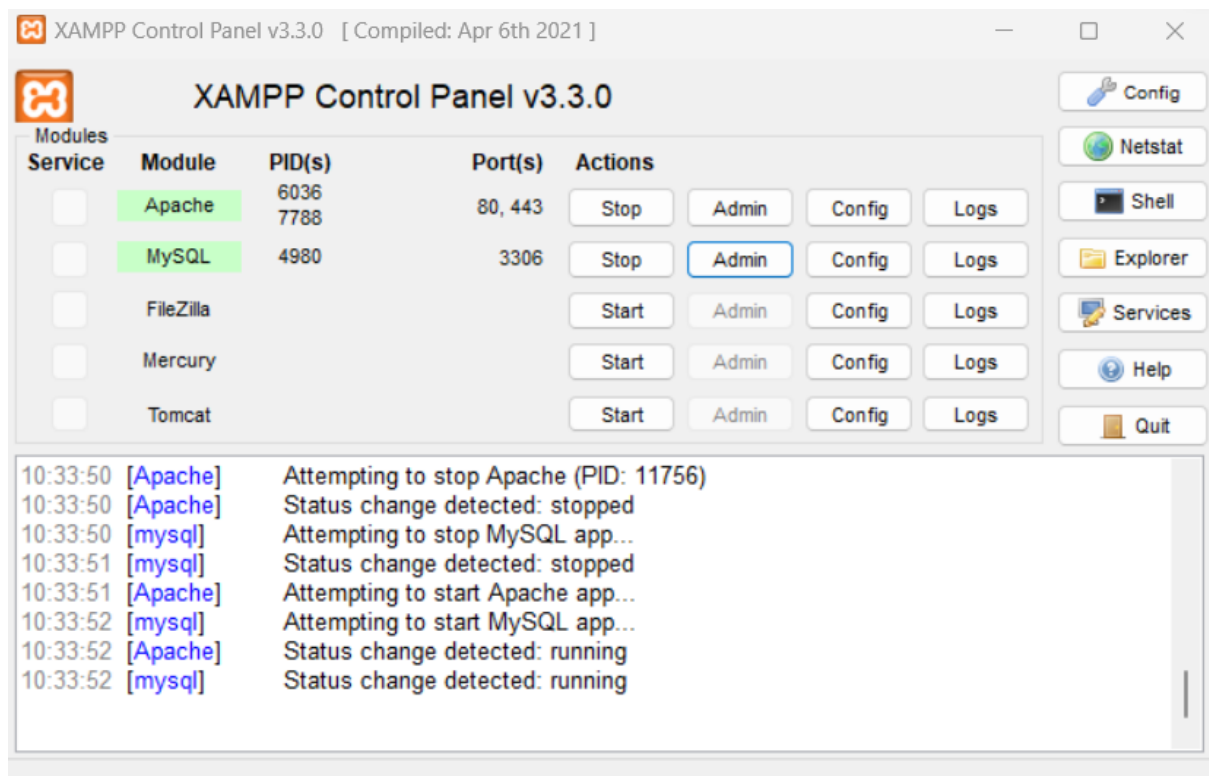 XAMPP Control Panel v3.3.0 [ Compiled: Apr 6th 2021 ]
XAMPP Control Panel v3.3.0
Config
Modules
Service Module PID(s) Port(s) Actions
Netstat
Apache 6036 7788 80, 443 Stop Admin Config Logs
Shell
MySQL 4980 3306 Stop Admin Config Logs
Explorer
FileZilla Start Admin Config Logs
Services
Mercury Start Admin Config Logs
Help
Tomcat Start Admin Config Logs
Quit
10:33:50 [Apache] Attempting to stop Apache (PID: 11756)
10:33:50 [Apache] Status change detected: stopped
10:33:50 [mysql] Attempting to stop MySQL app...
10:33:51 [mysql] Status change detected: stopped
10:33:51 [Apache] Attempting to start Apache app...
10:33:52 [mysql] Attempting to start MySQL app...
10:33:52 [Apache] Status change detected: running
10:33:52 [mysql] Status change detected: running